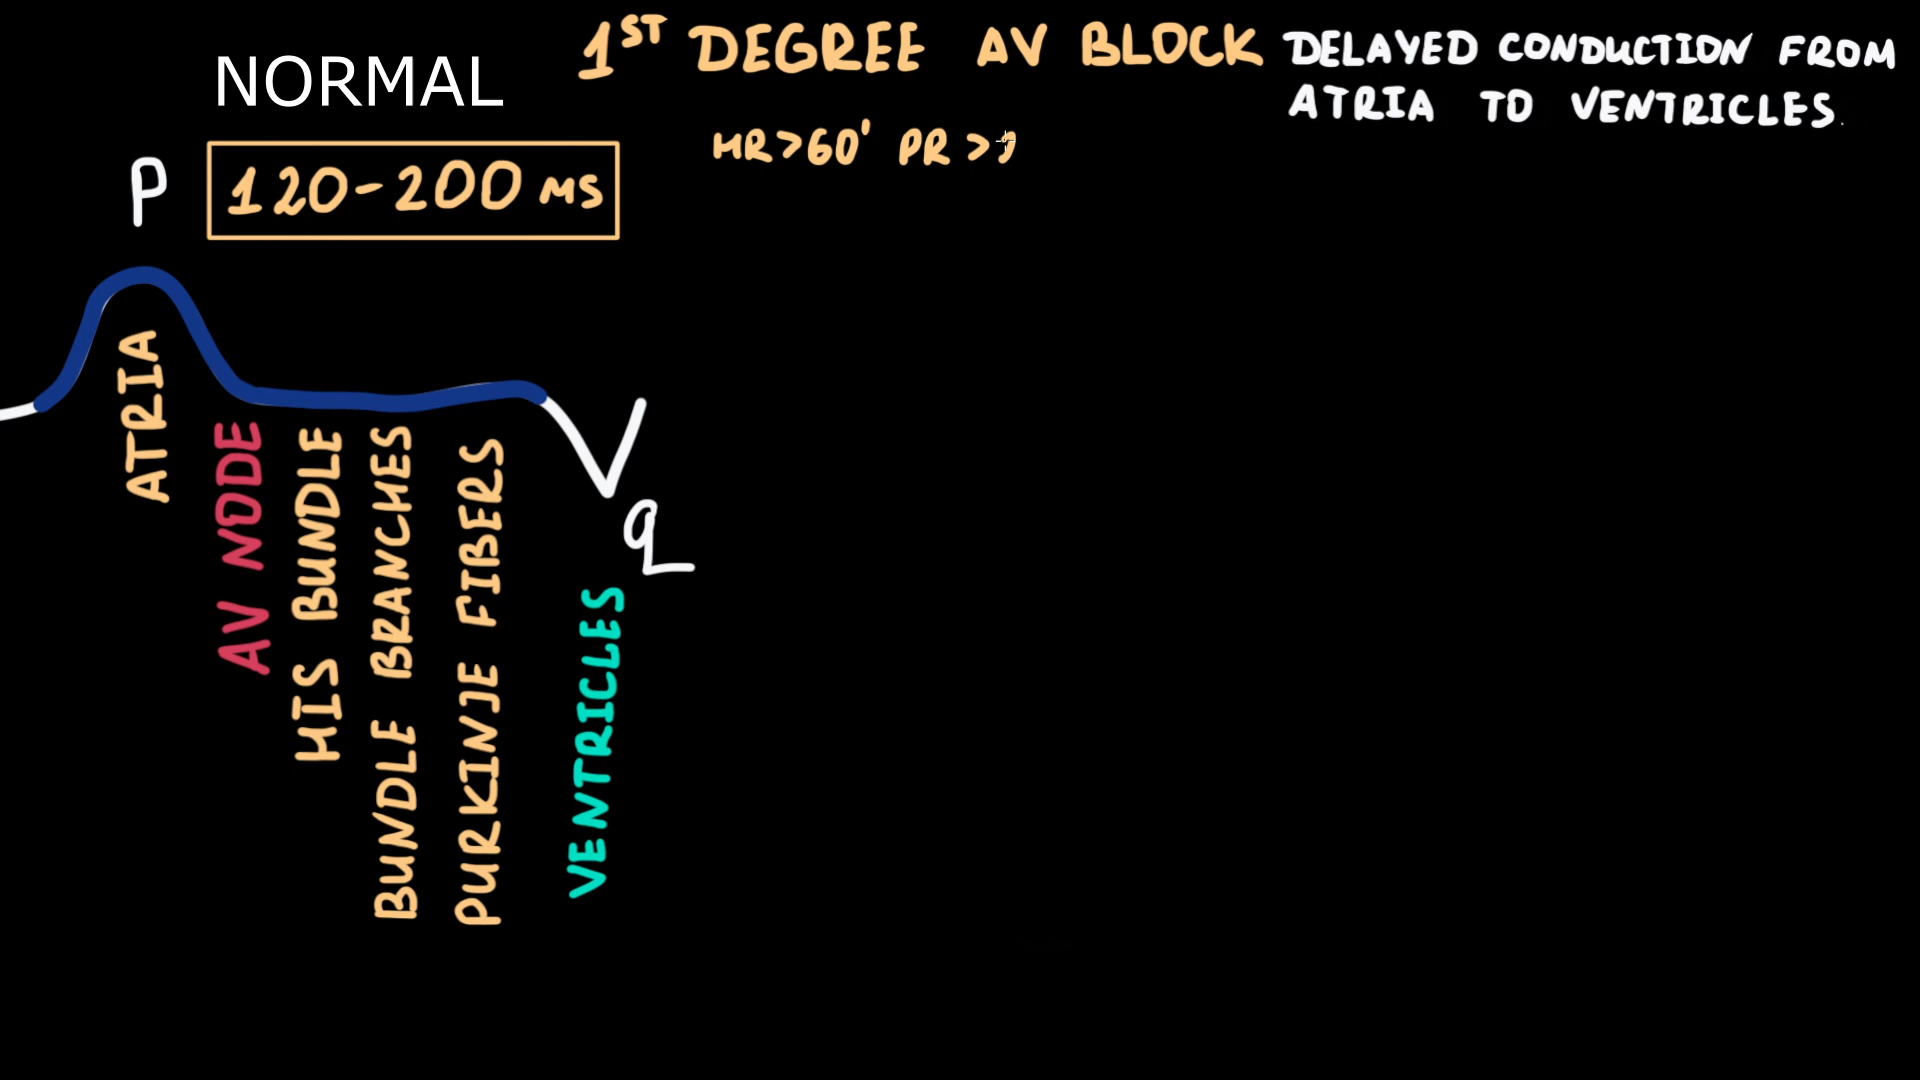 1ST DEGREE AV BLOCK DELAYED CONDUCTION FROM
ATRIA TO VENTRICLES.
NORMAL
HR>60' PR >
P
120-200 MS
ATRIA
AV NODE
HIS BUNDLE
BUNDLE BRANCHES
PURKINJE FIBERS
q
VENTRICLES